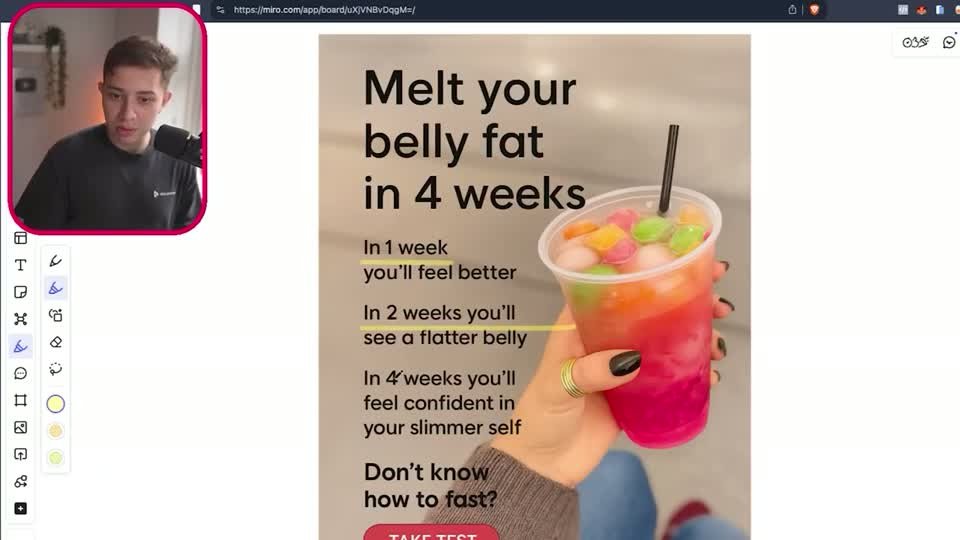 https://miro.com/app/board/uXjVNBvDqgM=/
Melt your
belly fat
in 4 weeks
In 1 week
you'll feel better
In 2 weeks you'll
see a flatter belly
In 4 weeks you'll
feel confident in
your slimmer self
Don't know
how to fast?
TAKE TEST